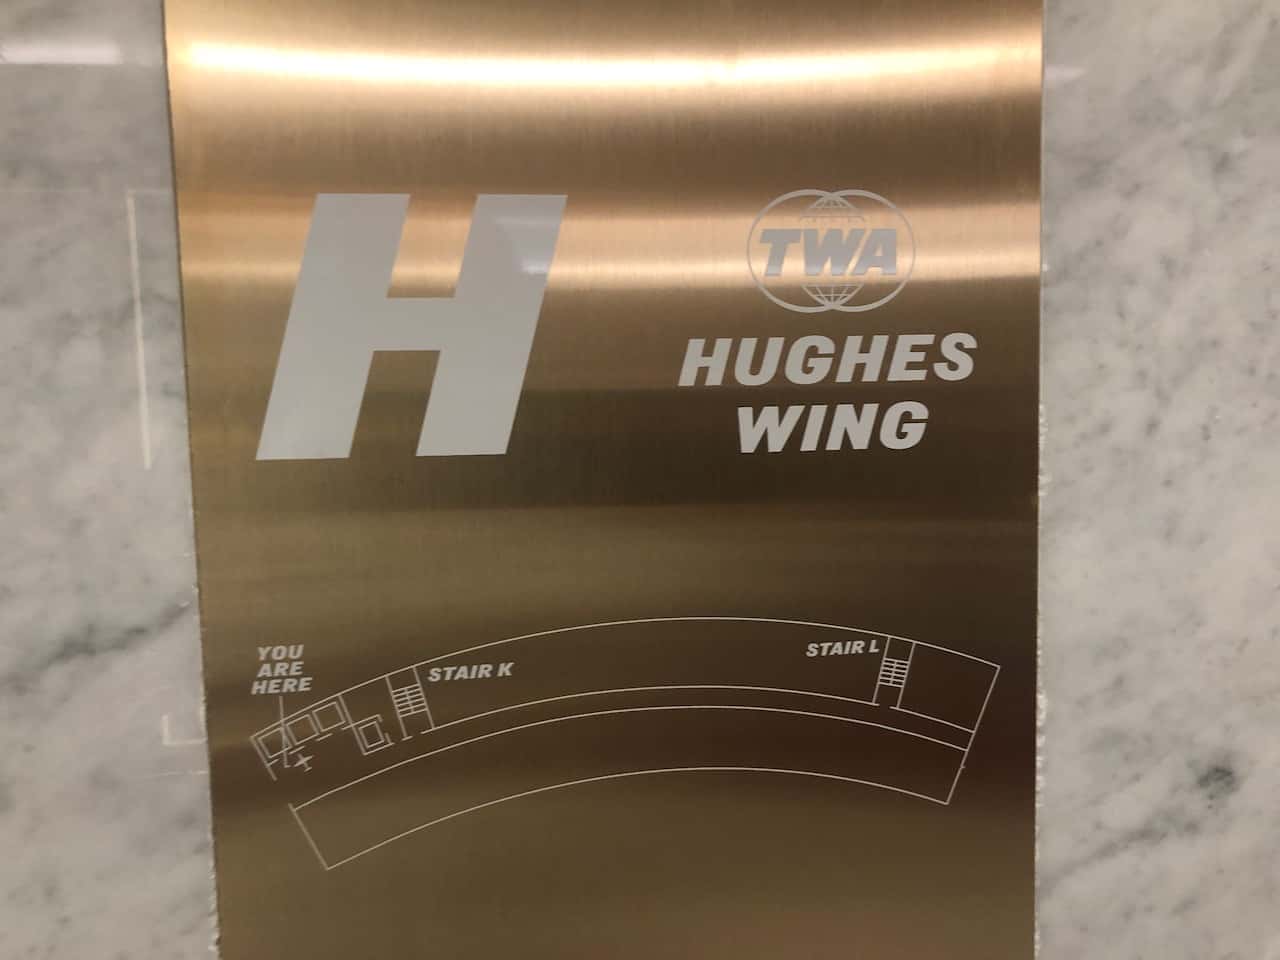 H
TWA
HUGHES
WING
YOU
ARE
HERE
STAIR K
STAIR L